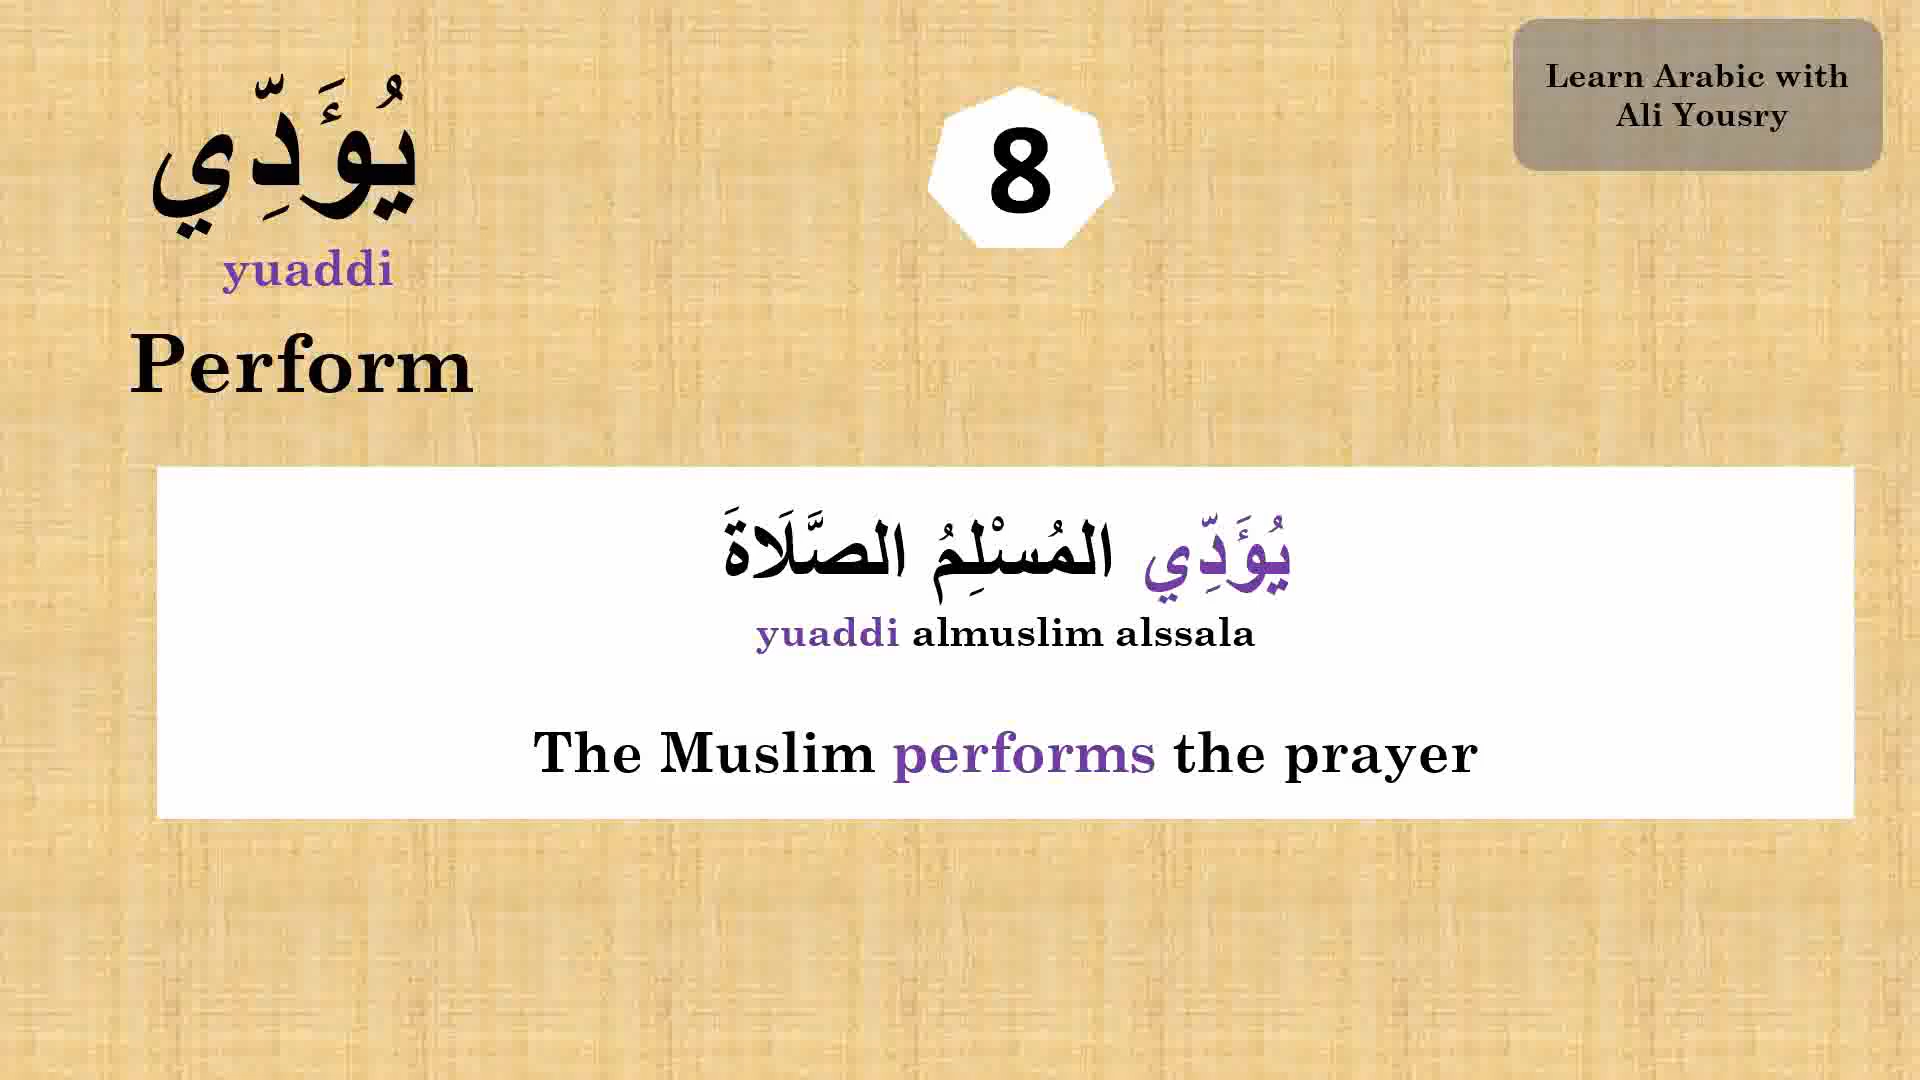 يُؤَدِّي
yuaddi
Perform
8
Learn Arabic with
Ali Yousry
يُؤَدِّي المُسْلِمُ الصَّلَاةَ
yuaddi almuslim alssala
The Muslim performs the prayer